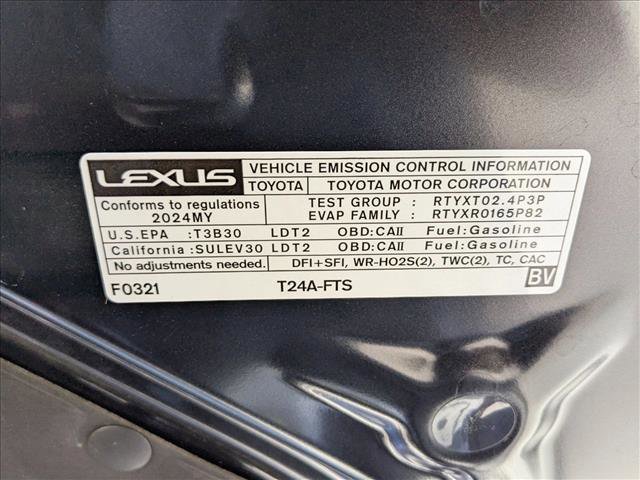 LEXUS VEHICLE EMISSION CONTROL INFORMATION
TOYOTA TOYOTA MOTOR CORPORATION
Conforms to regulations TEST GROUP : RTYXT02.4P3P
2024MY EVAP FAMILY : RTYXR0165P82
U.S.EPA :T3B30 LDT2 OBD:CAII Fuel:Gasoline
California :SULEV30 LDT2 OBD:CAII Fuel:Gasoline
No adjustments needed. DFI+SFI, WR-HO2S(2), TWC(2), TC, CAC
F0321 T24A-FTS BV